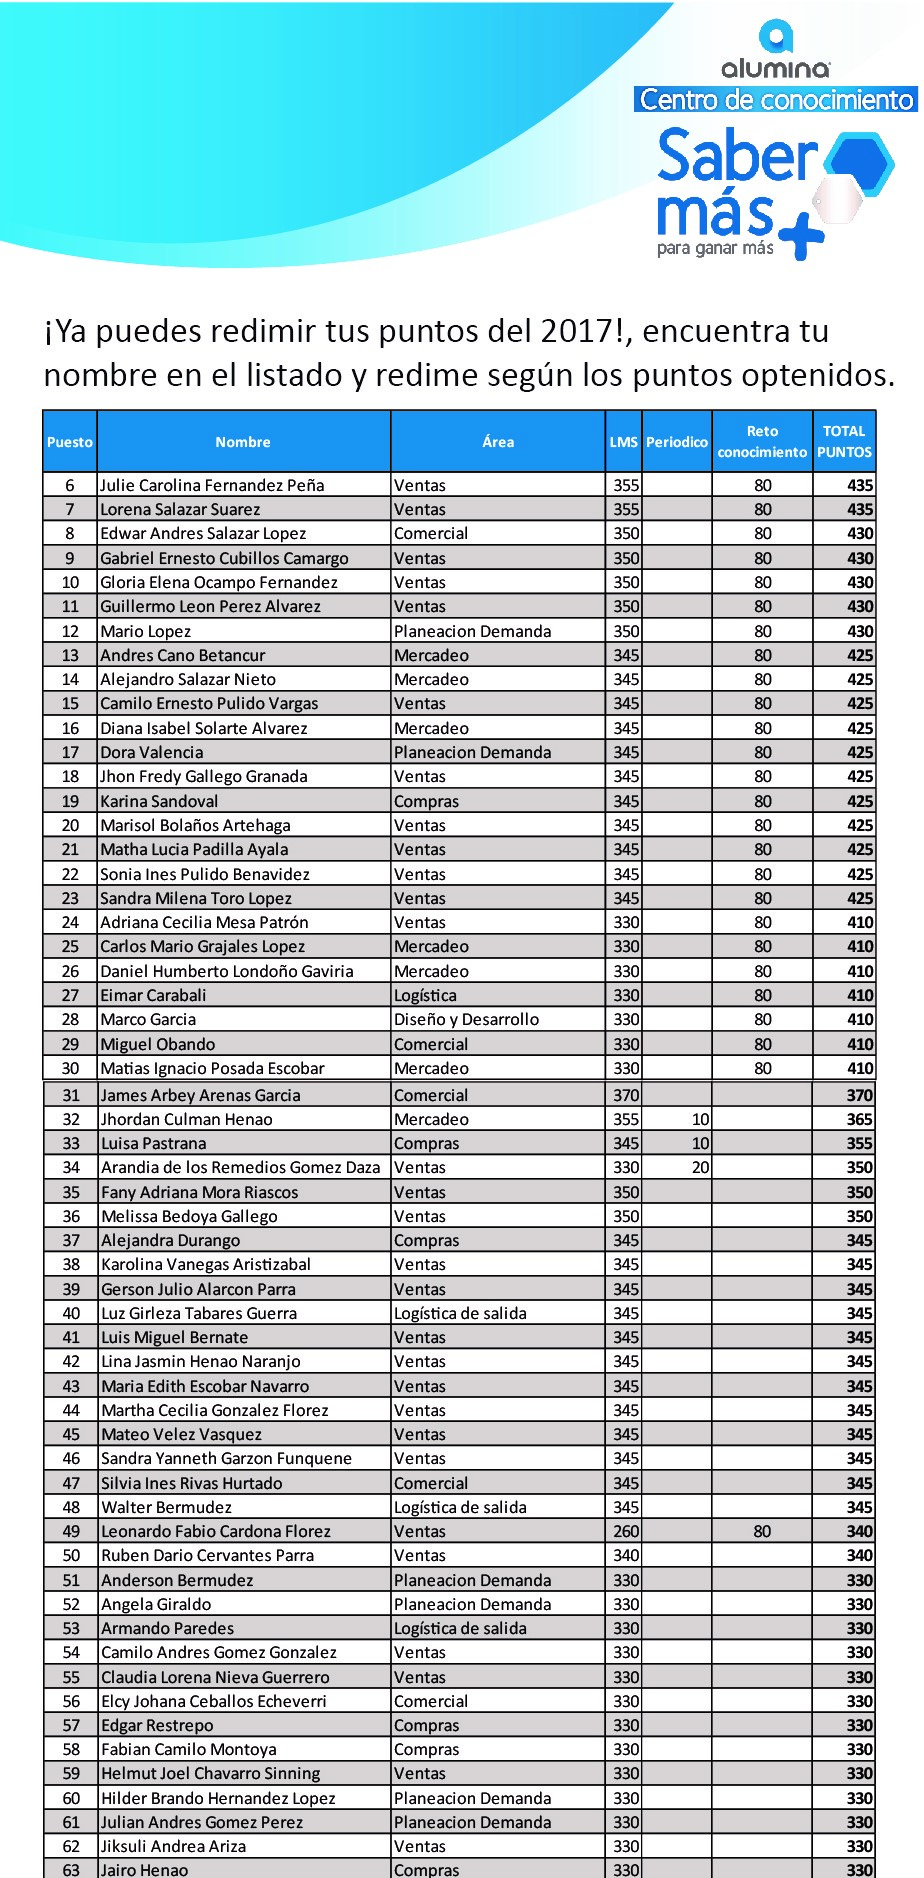 alumina
Centro de conocimiento
Saber
más
para ganar más
¡Ya puedes redimir tus puntos del 2017!, encuentra tu
nombre en el listado y redime según los puntos optenidos.
Puesto Nombre Área LMS Periodico Reto conocimiento TOTAL PUNTOS
6 Julie Carolina Fernandez Peña Ventas 355 80 435
7 Lorena Salazar Suarez Ventas 355 80 435
8 Edwar Andres Salazar Lopez Comercial 350 80 430
9 Gabriel Ernesto Cubillos Camargo Ventas 350 80 430
10 Gloria Elena Ocampo Fernandez Ventas 350 80 430
11 Guillermo Leon Perez Alvarez Ventas 350 80 430
12 Mario Lopez Planeacion Demanda 350 80 430
13 Andres Cano Betancur Mercadeo 345 80 425
14 Alejandro Salazar Nieto Mercadeo 345 80 425
15 Camilo Ernesto Pulido Vargas Ventas 345 80 425
16 Diana Isabel Solarte Alvarez Mercadeo 345 80 425
17 Dora Valencia Planeacion Demanda 345 80 425
18 Jhon Fredy Gallego Granada Ventas 345 80 425
19 Karina Sandoval Compras 345 80 425
20 Marisol Bolaños Artehaga Ventas 345 80 425
21 Matha Lucia Padilla Ayala Ventas 345 80 425
22 Sonia Ines Pulido Benavidez Ventas 345 80 425
23 Sandra Milena Toro Lopez Ventas 345 80 425
24 Adriana Cecilia Mesa Patrón Ventas 330 80 410
25 Carlos Mario Grajales Lopez Mercadeo 330 80 410
26 Daniel Humberto Londoño Gaviria Mercadeo 330 80 410
27 Eimar Carabali Logística 330 80 410
28 Marco Garcia Diseño y Desarrollo 330 80 410
29 Miguel Obando Comercial 330 80 410
30 Matias Ignacio Posada Escobar Mercadeo 330 80 410
31 James Arbey Arenas Garcia Comercial 370 370
32 Jhordan Culman Henao Mercadeo 355 10 365
33 Luisa Pastrana Compras 345 10 355
34 Arandia de los Remedios Gomez Daza Ventas 330 20 350
35 Fany Adriana Mora Riascos Ventas 350 350
36 Melissa Bedoya Gallego Ventas 350 350
37 Alejandra Durango Compras 345 345
38 Karolina Vanegas Aristizabal Ventas 345 345
39 Gerson Julio Alarcon Parra Ventas 345 345
40 Luz Girleza Tabares Guerra Logística de salida 345 345
41 Luis Miguel Bernate Ventas 345 345
42 Lina Jasmin Henao Naranjo Ventas 345 345
43 Maria Edith Escobar Navarro Ventas 345 345
44 Martha Cecilia Gonzalez Florez Ventas 345 345
45 Mateo Velez Vasquez Ventas 345 345
46 Sandra Yanneth Garzon Funquene Ventas 345 345
47 Silvia Ines Rivas Hurtado Comercial 345 345
48 Walter Bermudez Logística de salida 345 345
49 Leonardo Fabio Cardona Florez Ventas 260 80 340
50 Ruben Dario Cervantes Parra Ventas 340 340
51 Anderson Bermudez Planeacion Demanda 330 330
52 Angela Giraldo Planeacion Demanda 330 330
53 Armando Paredes Logística de salida 330 330
54 Camilo Andres Gomez Gonzalez Ventas 330 330
55 Claudia Lorena Nieva Guerrero Ventas 330 330
56 Elcy Johana Ceballos Echeverri Comercial 330 330
57 Edgar Restrepo Compras 330 330
58 Fabian Camilo Montoya Compras 330 330
59 Helmut Joel Chavarro Sinning Ventas 330 330
60 Hilder Brando Hernandez Lopez Planeacion Demanda 330 330
61 Julian Andres Gomez Perez Planeacion Demanda 330 330
62 Jiksuli Andrea Ariza Ventas 330 330
63 Jairo Henao Compras 330 330